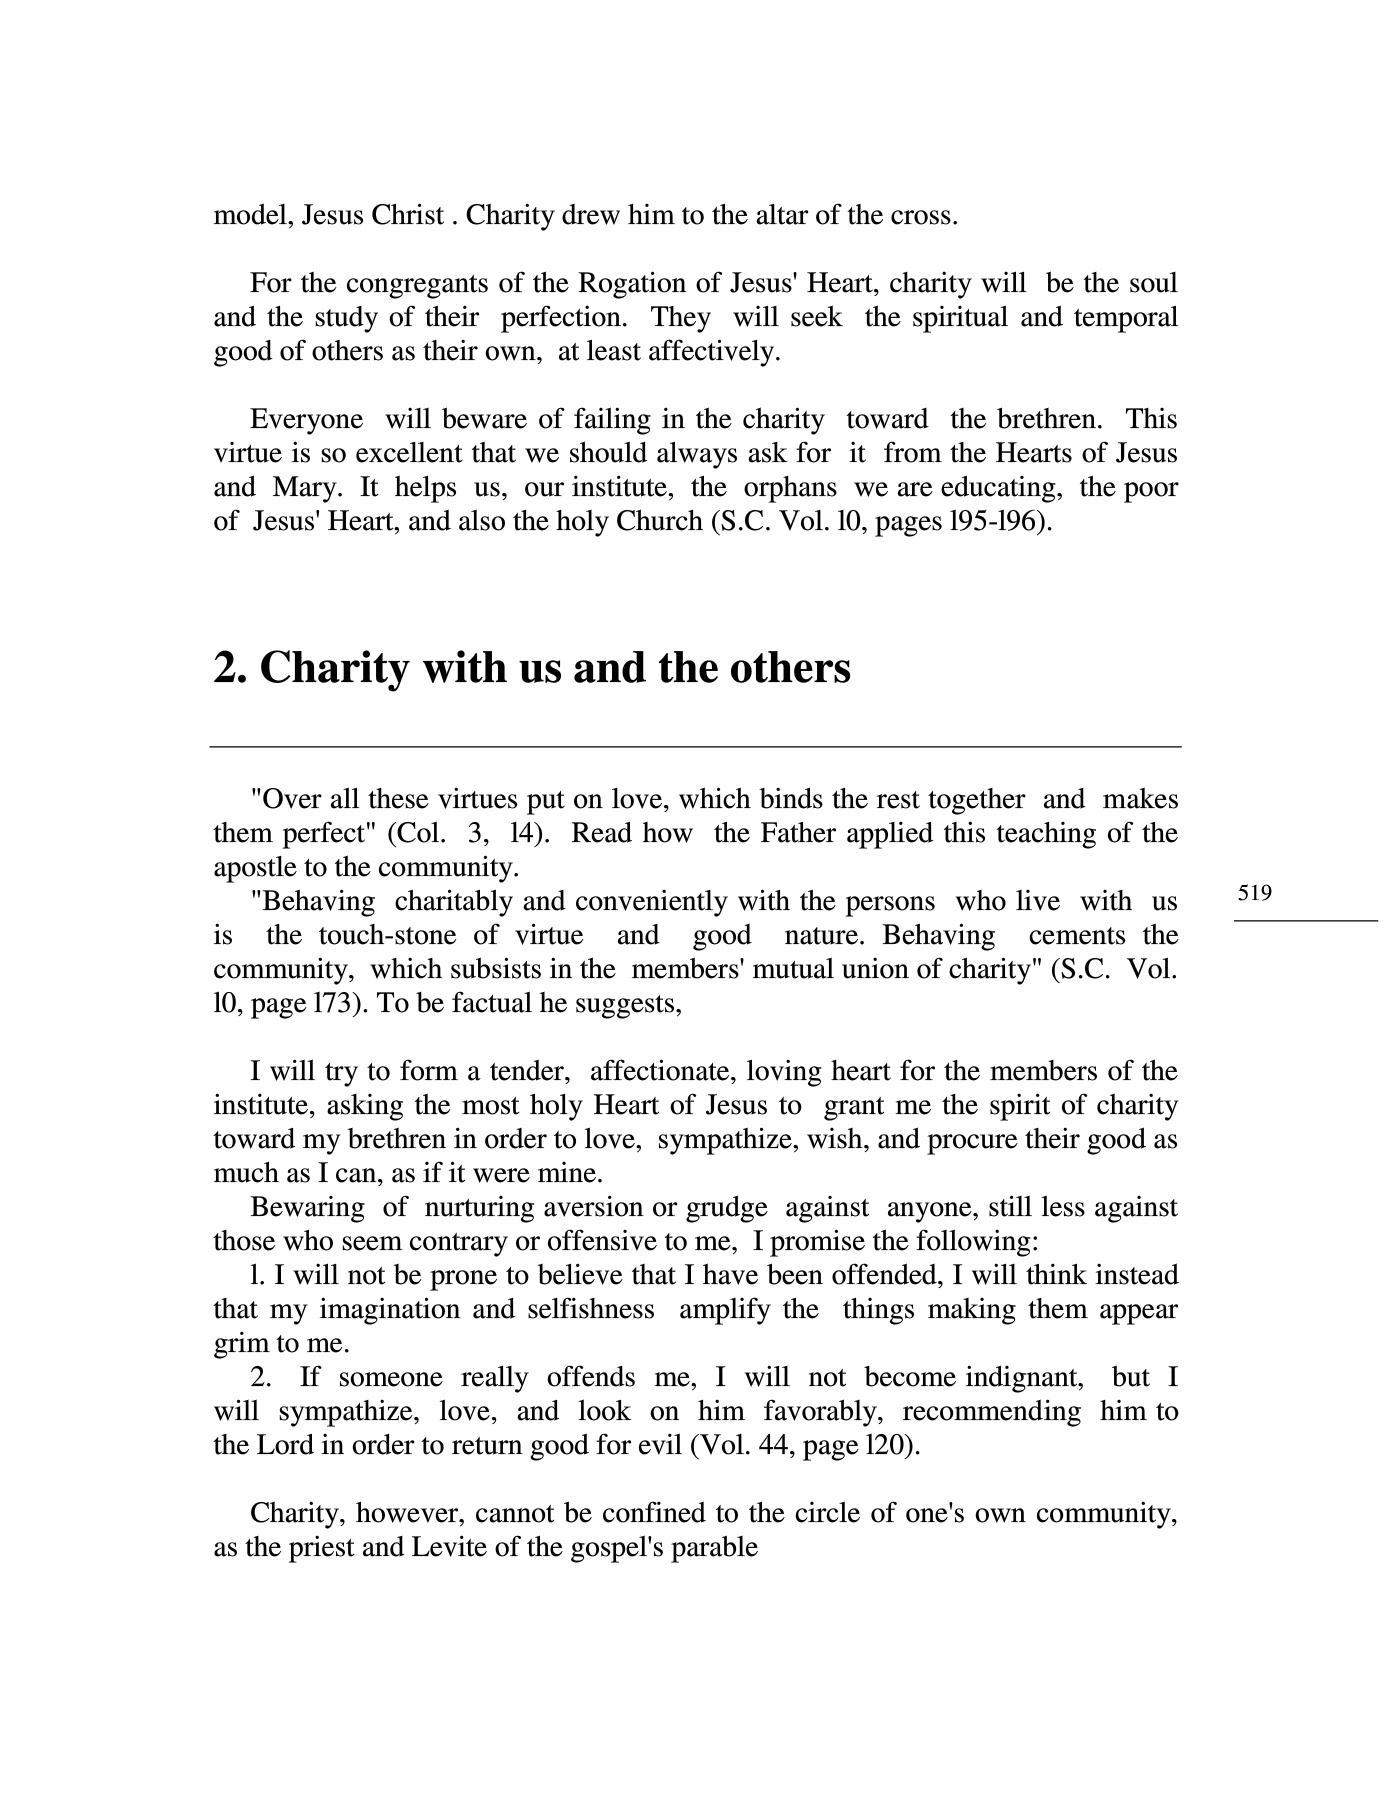 model, Jesus Christ . Charity drew him to the altar of the cross.
For the congregants of the Rogation of Jesus' Heart, charity will be the soul
and the study of their perfection. They will seek the spiritual and temporal
good of others as their own, at least affectively.
Everyone will beware of failing in the charity toward the brethren. This
virtue is so excellent that we should always ask for it from the Hearts of Jesus
and Mary. It helps us, our institute, the orphans we are educating, the poor
of Jesus' Heart, and also the holy Church (S.C. Vol. l0, pages l95-l96).
2. Charity with us and the others
"Over all these virtues put on love, which binds the rest together and makes
them perfect" (Col. 3, l4). Read how the Father applied this teaching of the
apostle to the community.
"Behaving charitably and conveniently with the persons who live with us
is the touch-stone of virtue and good nature. Behaving cements the
community, which subsists in the members' mutual union of charity" (S.C. Vol.
l0, page l73). To be factual he suggests,
519
I will try to form a tender, affectionate, loving heart for the members of the
institute, asking the most holy Heart of Jesus to grant me the spirit of charity
toward my brethren in order to love, sympathize, wish, and procure their good as
much as I can, as if it were mine.
Bewaring of nurturing aversion or grudge against anyone, still less against
those who seem contrary or offensive to me, I promise the following:
l. I will not be prone to believe that I have been offended, I will think instead
that my imagination and selfishness amplify the things making them appear
grim to me.
2. If someone really offends me, I will not become indignant, but I
will sympathize, love, and look on him favorably, recommending him to
the Lord in order to return good for evil (Vol. 44, page l20).
Charity, however, cannot be confined to the circle of one's own community,
as the priest and Levite of the gospel's parable